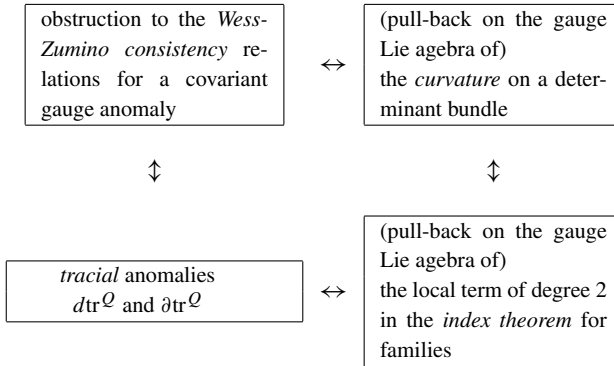 obstruction to the Wess-
Zumino consistency re-
lations for a covariant
gauge anomaly
↔
(pull-back on the gauge
Lie agebra of)
the curvature on a deter-
minant bundle
↕
↕
tracial anomalies
dtr^Q and ∂tr^Q
↔
(pull-back on the gauge
Lie agebra of)
the local term of degree 2
in the index theorem for
families